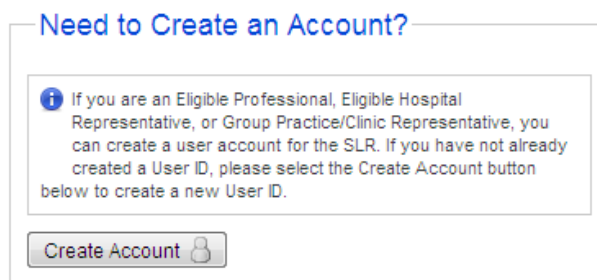 Need to Create an Account?
If you are an Eligible Professional, Eligible Hospital
Representative, or Group Practice/Clinic Representative, you
can create a user account for the SLR. If you have not already
created a User ID, please select the Create Account button
below to create a new User ID.
Create Account